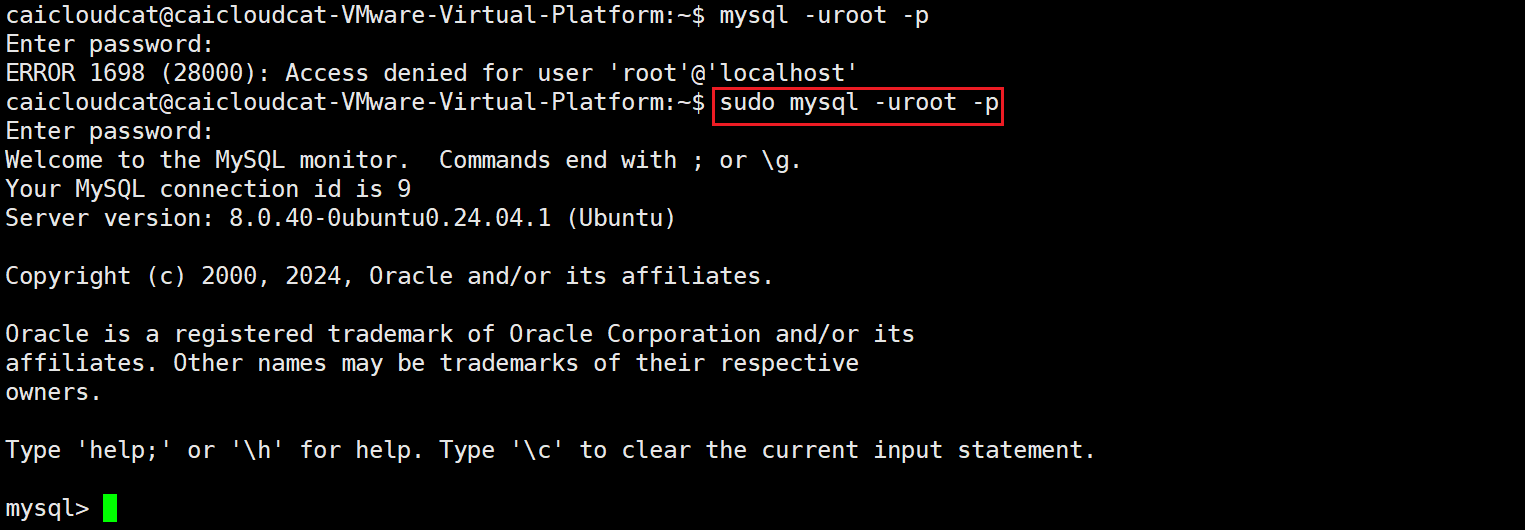 caicloudcat@caicloudcat-VMware-Virtual-Platform:~$ mysql -uroot -p
Enter password:
ERROR 1698 (28000): Access denied for user 'root'@'localhost'
caicloudcat@caicloudcat-VMware-Virtual-Platform:~$ sudo mysql -uroot -p
Enter password:
Welcome to the MySQL monitor.  Commands end with ; or \g.
Your MySQL connection id is 9
Server version: 8.0.40-0ubuntu0.24.04.1 (Ubuntu)
Copyright (c) 2000, 2024, Oracle and/or its affiliates.
Oracle is a registered trademark of Oracle Corporation and/or its
affiliates. Other names may be trademarks of their respective
owners.
Type 'help;' or '\h' for help. Type '\c' to clear the current input statement.
mysql>